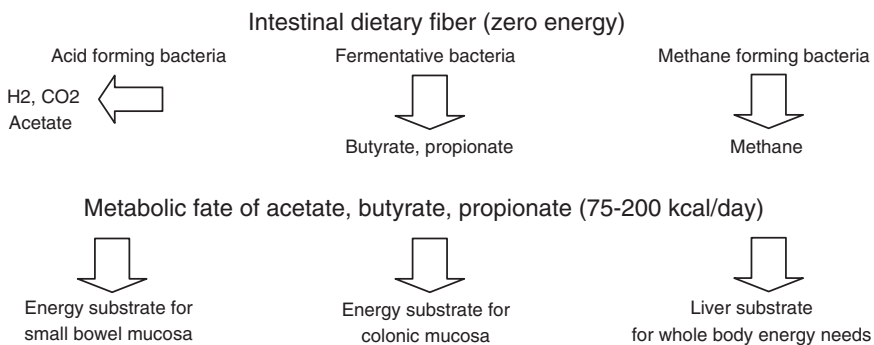 Intestinal dietary fiber (zero energy)
Acid forming bacteria Fermentative bacteria Methane forming bacteria
H2, CO2
Acetate
Butyrate, propionate Methane
Metabolic fate of acetate, butyrate, propionate (75-200 kcal/day)
Energy substrate for Energy substrate for Liver substrate
small bowel mucosa colonic mucosa for whole body energy needs